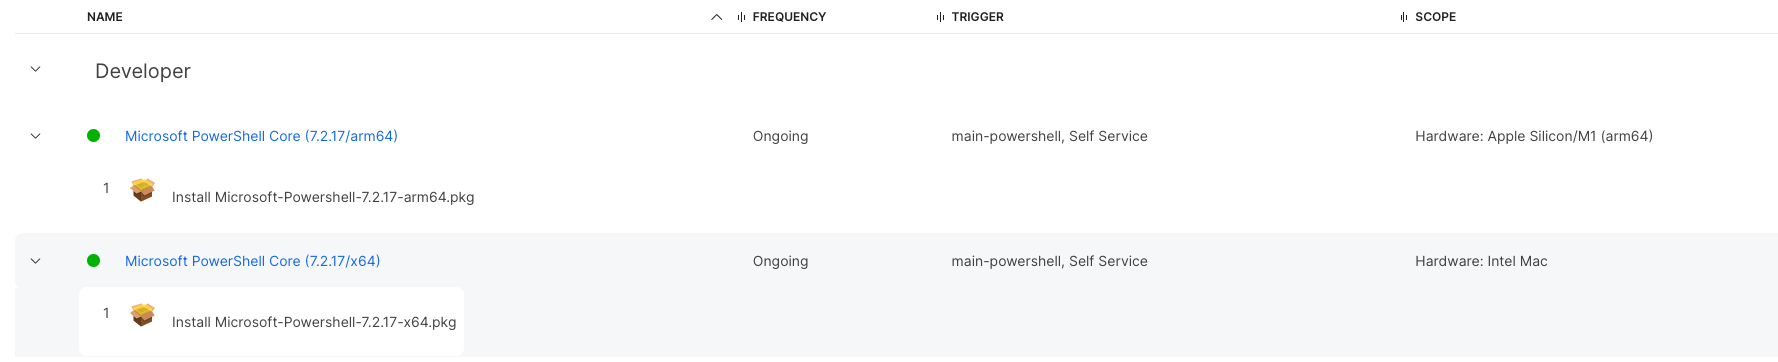 NAME FREQUENCY TRIGGER SCOPE
Developer
Microsoft PowerShell Core (7.2.17/arm64) Ongoing main-powershell, Self Service Hardware: Apple Silicon/M1 (arm64)
1 Install Microsoft-Powershell-7.2.17-arm64.pkg
Microsoft PowerShell Core (7.2.17/x64) Ongoing main-powershell, Self Service Hardware: Intel Mac
1 Install Microsoft-Powershell-7.2.17-x64.pkg